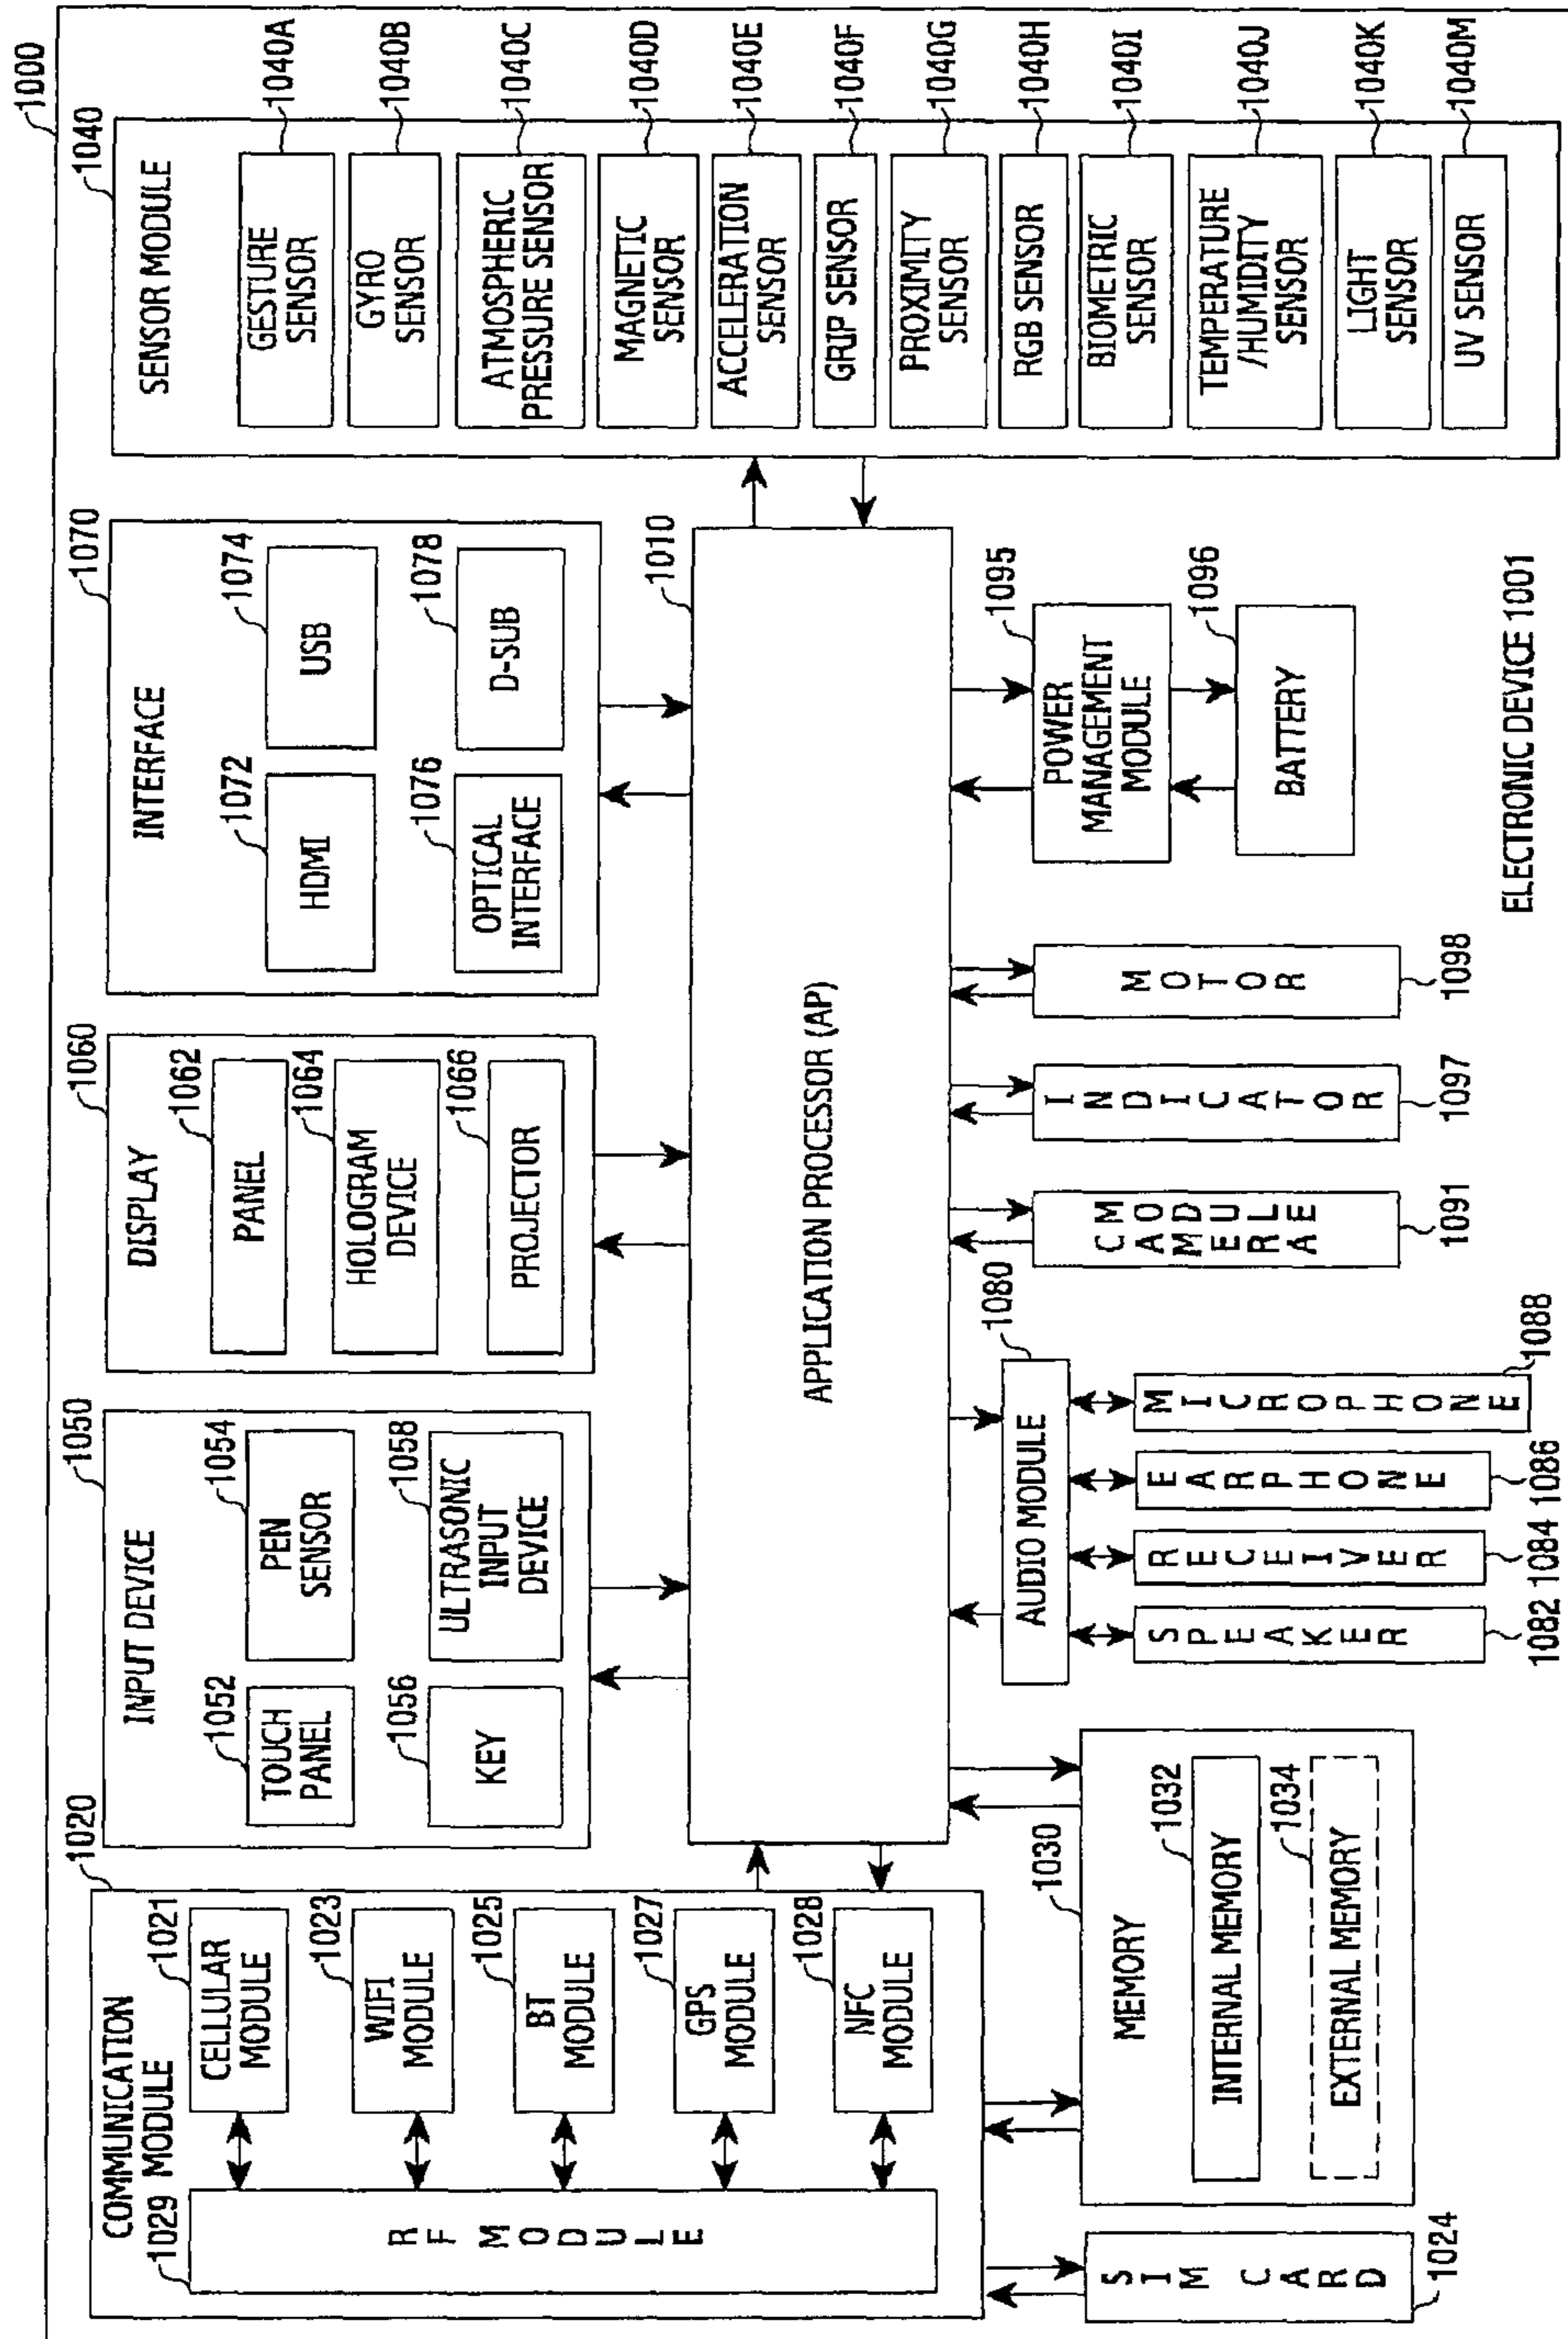 1000
COMMUNICATION
MODULE
1020
1029
RF MODULE
CELLULAR
MODULE
1021
WIFI
MODULE
1023
BT
MODULE
1025
GPS
MODULE
1027
NFC
MODULE
1028
INPUT DEVICE
1050
TOUCH
PANEL
1052
PEN
SENSOR
1054
KEY
1056
ULTRASONIC
INPUT
DEVICE
1058
DISPLAY
1060
PANEL
1062
HOLOGRAM
DEVICE
1064
PROJECTOR
1066
INTERFACE
1070
HDMI
1072
USB
1074
OPTICAL
INTERFACE
1076
D-SUB
1078
SENSOR MODULE
1040
GESTURE
SENSOR
1040A
GYRO
SENSOR
1040B
ATMOSPHERIC
PRESSURE SENSOR
1040C
MAGNETIC
SENSOR
1040D
ACCELERATION
SENSOR
1040E
GRIP SENSOR
1040F
PROXIMITY
SENSOR
1040G
RGB SENSOR
1040H
BIOMETRIC
SENSOR
1040I
TEMPERATURE
/HUMIDITY
SENSOR
1040J
LIGHT
SENSOR
1040K
UV SENSOR
1040M
APPLICATION PROCESSOR (AP)
1010
SIM CARD
1024
MEMORY
1030
INTERNAL MEMORY
1032
EXTERNAL MEMORY
1034
AUDIO MODULE
1080
SPEAKER
1082
RECEIVER
1084
EARPHONE
1086
MICROPHONE
1088
CAMERA
MODULE
1091
INDICATOR
1097
MOTOR
1098
POWER
MANAGEMENT
MODULE
1095
BATTERY
1096
ELECTRONIC DEVICE 1001